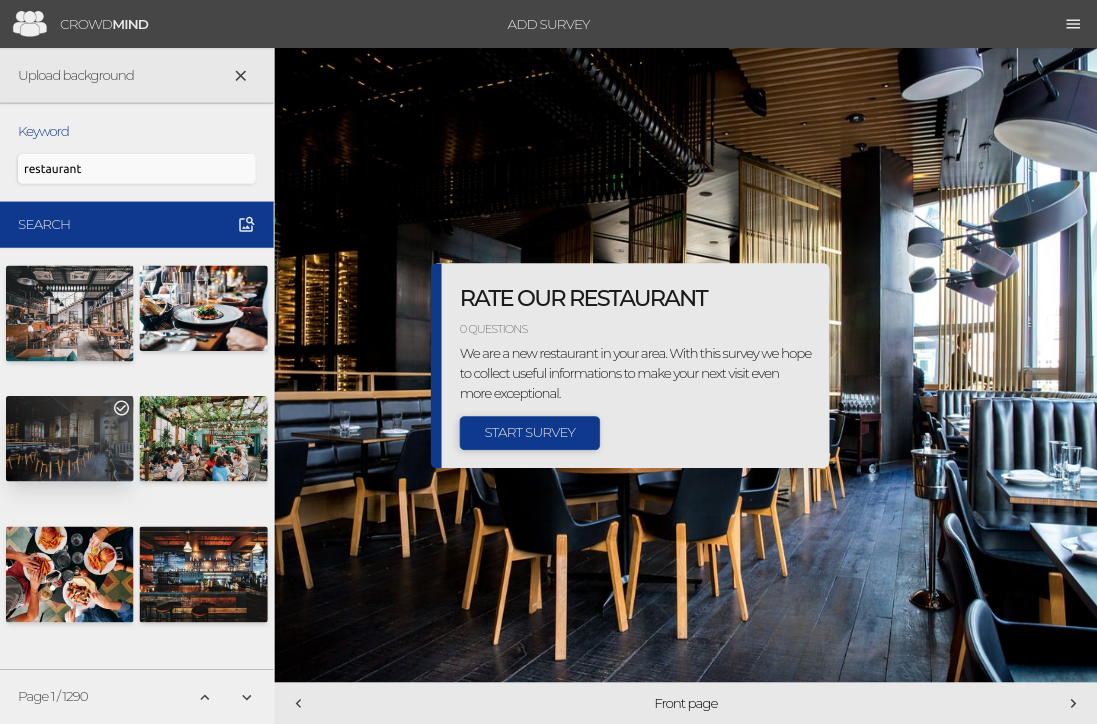 CROWDMIND
ADD SURVEY
Upload background
Keyword
restaurant
SEARCH
Page 1 / 1290
RATE OUR RESTAURANT
0 QUESTIONS
We are a new restaurant in your area. With this survey we hope
to collect useful informations to make your next visit even
more exceptional.
START SURVEY
Front page